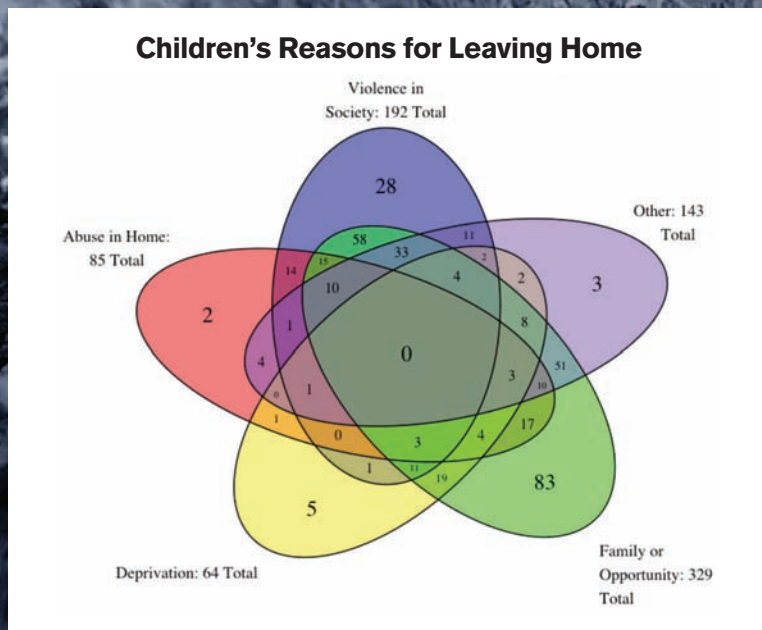 Children’s Reasons for Leaving Home
Violence in
Society: 192 Total
Other: 143
Total
Abuse in Home:
85 Total
28
58
33
11
2
15
14
10
4
2
3
2
1
8
0
4
0
1
3
51
10
1
0
3
4
17
1
11
19
83
5
Deprivation: 64 Total
Family or
Opportunity: 329
Total